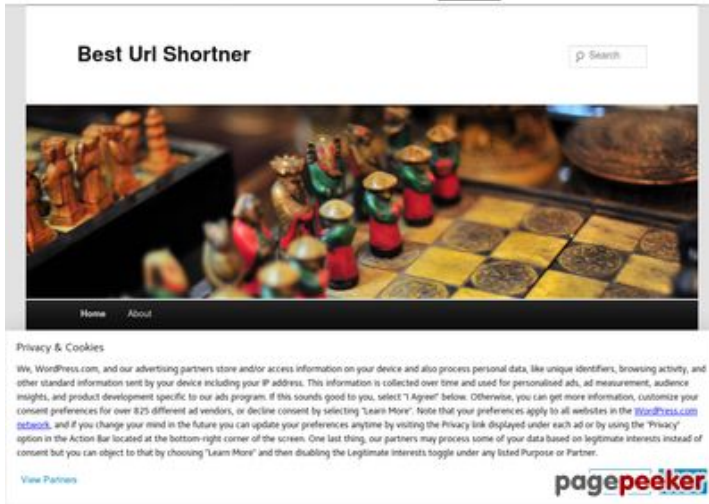 Best Url Shortner
Search
Home About
Privacy & Cookies
We, WordPress.com, and our advertising partners store and/or access information on your device and also process personal data, like unique identifiers, browsing activity, and
other standard information sent by your device including your IP address. This information is collected over time and used for personalised ads, ad measurement, audience
insights, and product development specific to our ads program. If this sounds good to you, select "I Agree" below. Otherwise, you can get more information, customize your
consent preferences for over 825 different ad vendors, or decline consent by selecting "Learn More". Note that your preferences apply to all websites in the WordPress.com
network, and if you change your mind in the future you can update your preferences anytime by visiting the Privacy link displayed under each ad or by using the "Privacy"
option in the Action Bar located at the bottom-right corner of the screen. One last thing, our partners may process some of your data based on legitimate interests instead of
consent but you can object to that by choosing "Learn More" and then disabling the Legitimate Interests toggle under any listed Purpose or Partner.
View Partners
pagepeeker